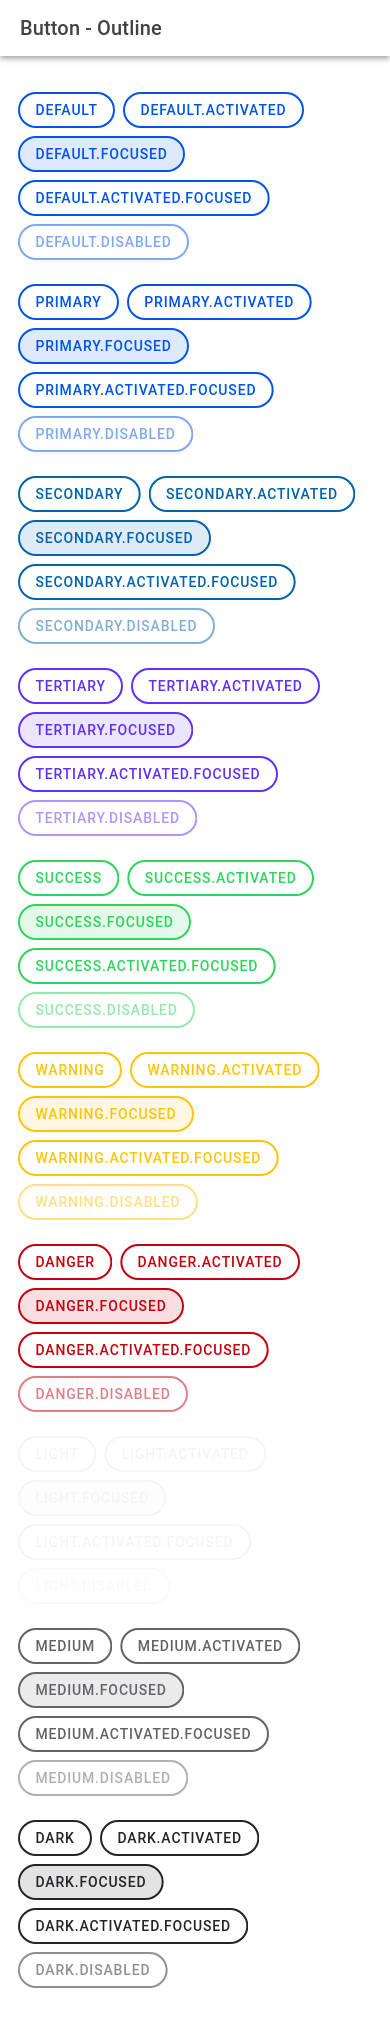 Button - Outline
DEFAULT DEFAULT.ACTIVATED
DEFAULT.FOCUSED
DEFAULT.ACTIVATED.FOCUSED
DEFAULT.DISABLED
PRIMARY PRIMARY.ACTIVATED
PRIMARY.FOCUSED
PRIMARY.ACTIVATED.FOCUSED
PRIMARY.DISABLED
SECONDARY SECONDARY.ACTIVATED
SECONDARY.FOCUSED
SECONDARY.ACTIVATED.FOCUSED
SECONDARY.DISABLED
TERTIARY TERTIARY.ACTIVATED
TERTIARY.FOCUSED
TERTIARY.ACTIVATED.FOCUSED
TERTIARY.DISABLED
SUCCESS SUCCESS.ACTIVATED
SUCCESS.FOCUSED
SUCCESS.ACTIVATED.FOCUSED
SUCCESS.DISABLED
WARNING WARNING.ACTIVATED
WARNING.FOCUSED
WARNING.ACTIVATED.FOCUSED
WARNING.DISABLED
DANGER DANGER.ACTIVATED
DANGER.FOCUSED
DANGER.ACTIVATED.FOCUSED
DANGER.DISABLED
LIGHT LIGHT.ACTIVATED
LIGHT.FOCUSED
LIGHT.ACTIVATED.FOCUSED
LIGHT.DISABLED
MEDIUM MEDIUM.ACTIVATED
MEDIUM.FOCUSED
MEDIUM.ACTIVATED.FOCUSED
MEDIUM.DISABLED
DARK DARK.ACTIVATED
DARK.FOCUSED
DARK.ACTIVATED.FOCUSED
DARK.DISABLED